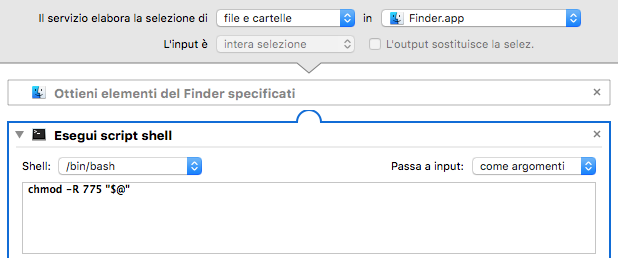 Il servizio elabora la selezione di file e cartelle in Finder.app
L'input è intera selezione L'output sostituisce la selez.
Ottieni elementi del Finder specificati
Esegui script shell
Shell: /bin/bash Passa a input: come argomenti
chmod -R 775 "$@"